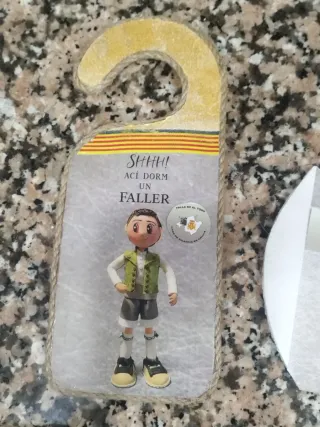 SHHH!
ACÍ DORM
UN
FALLER